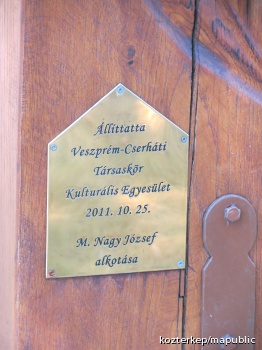 Állíttatta
Veszprém-Cserháti
Társaskör
Kulturális Egyesület
2011. 10. 25.
M. Nagy József
alkotása
kozterkep/mapublic